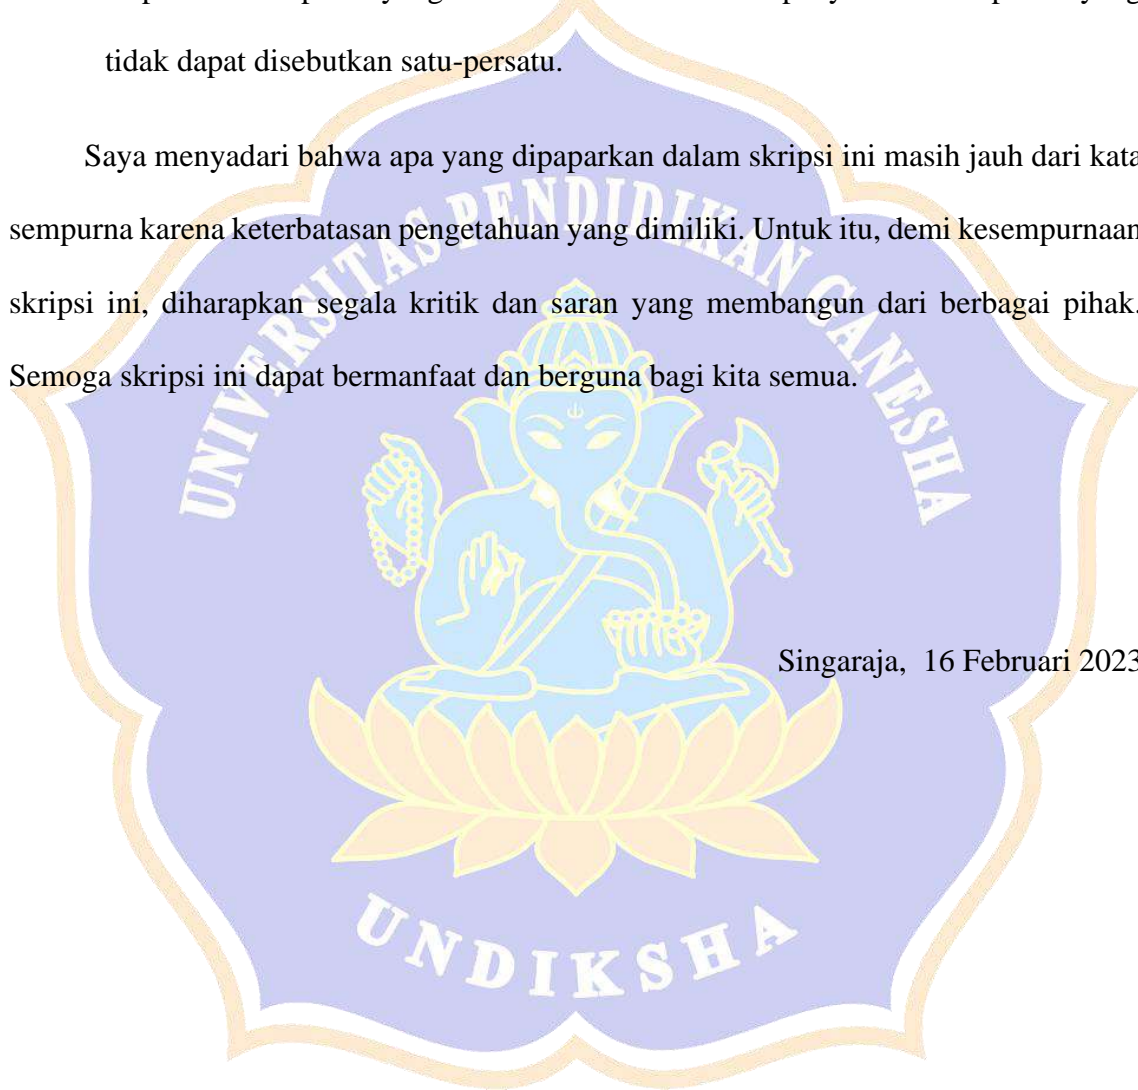 tidak dapat disebutkan satu-persatu.
Saya menyadari bahwa apa yang dipaparkan dalam skripsi ini masih jauh dari kata
sempurna karena keterbatasan pengetahuan yang dimiliki. Untuk itu, demi kesempurnaan
skripsi ini, diharapkan segala kritik dan saran yang membangun dari berbagai pihak.
Semoga skripsi ini dapat bermanfaat dan berguna bagi kita semua.
UNIVERSITAS PENDIDIKAN GANESHA
Singaraja, 16 Februari 2023
UNDIKSHA